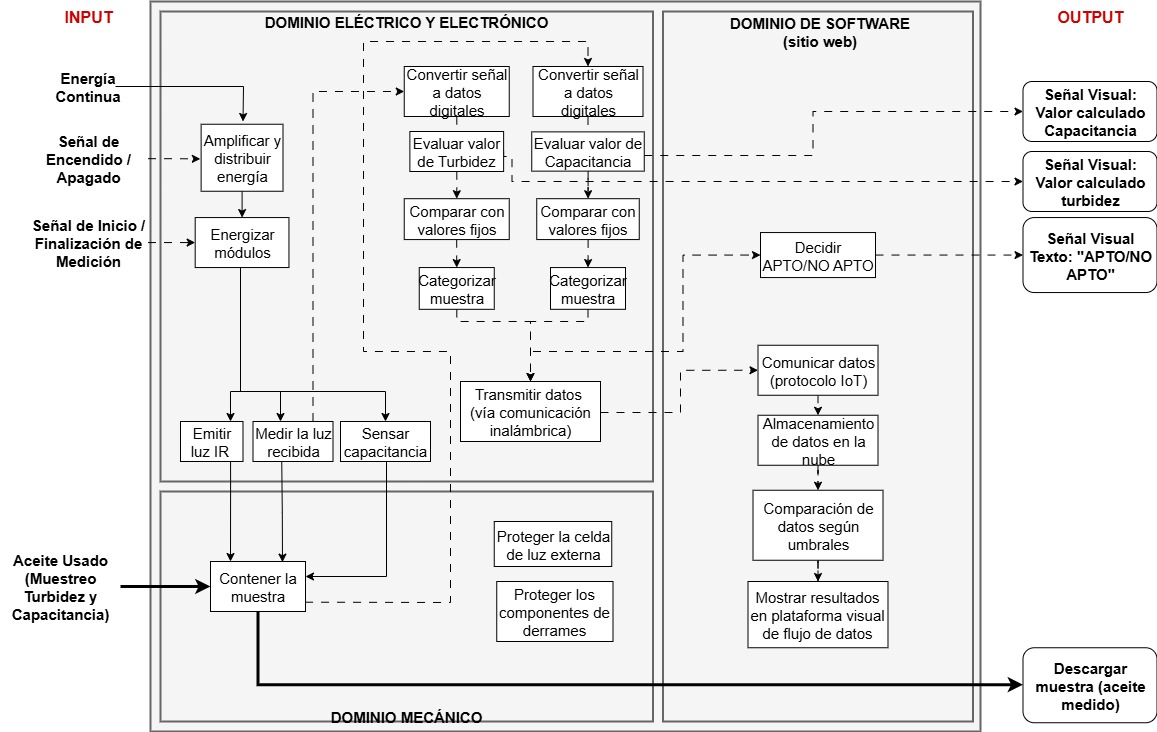 INPUT
DOMINIO ELÉCTRICO Y ELECTRÓNICO
DOMINIO DE SOFTWARE
(sitio web)
OUTPUT
Energía
Continua
Señal de
Encendido /
Apagado
Señal de Inicio /
Finalización de
Medición
Aceite Usado
(Muestreo
Turbidez y
Capacitancia)
Amplificar y
distribuir
energía
Energizar
módulos
Emitir
luz IR
Medir la luz
recibida
Sensar
capacitancia
Convertir señal
a datos
digitales
Evaluar valor
de Turbidez
Comparar con
valores fijos
Categorizar
muestra
Convertir señal
a datos
digitales
Evaluar valor de
Capacitancia
Comparar con
valores fijos
Categorizar
muestra
Transmitir datos
(vía comunicación
inalámbrica)
Contener la
muestra
Proteger la celda
de luz externa
Proteger los
componentes de
derrames
DOMINIO MECÁNICO
Decidir
APTO/NO APTO
Comunicar datos
(protocolo IoT)
Almacenamiento
de datos en la
nube
Comparación de
datos según
umbrales
Mostrar resultados
en plataforma visual
de flujo de datos
Señal Visual:
Valor calculado
Capacitancia
Señal Visual:
Valor calculado
turbidez
Señal Visual
Texto: "APTO/NO
APTO"
Descargar
muestra (aceite
medido)